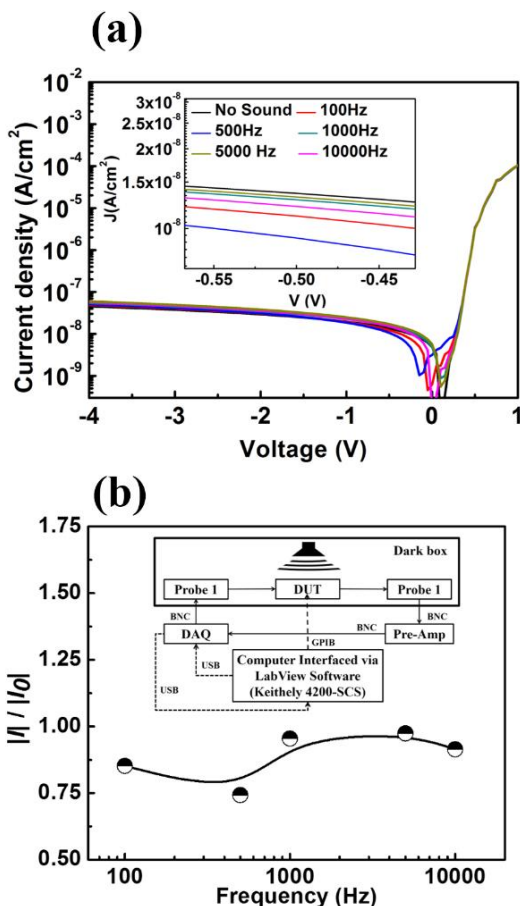 (a)
Current density (A/cm²)
10⁻²
10⁻³
10⁻⁴
10⁻⁵
10⁻⁶
10⁻⁷
10⁻⁸
10⁻⁹
J(A/cm²)
3x10⁻⁸
2.5x10⁻⁸
2x10⁻⁸
1.5x10⁻⁸
10⁻⁸
No Sound 100Hz
500Hz 1000Hz
5000 Hz 10000Hz
-0.55 -0.50 -0.45
V (V)
-4 -3 -2 -1 0 1
Voltage (V)
(b)
|I| / |I0|
1.75
1.50
1.25
1.00
0.75
0.50
Dark box
Probe 1 DUT Probe 1
BNC BNC
DAQ BNC Pre-Amp
GPIB
USB USB
Computer Interfaced via
LabView Software
(Keithely 4200-SCS)
100 1000 10000
Frequency (Hz)